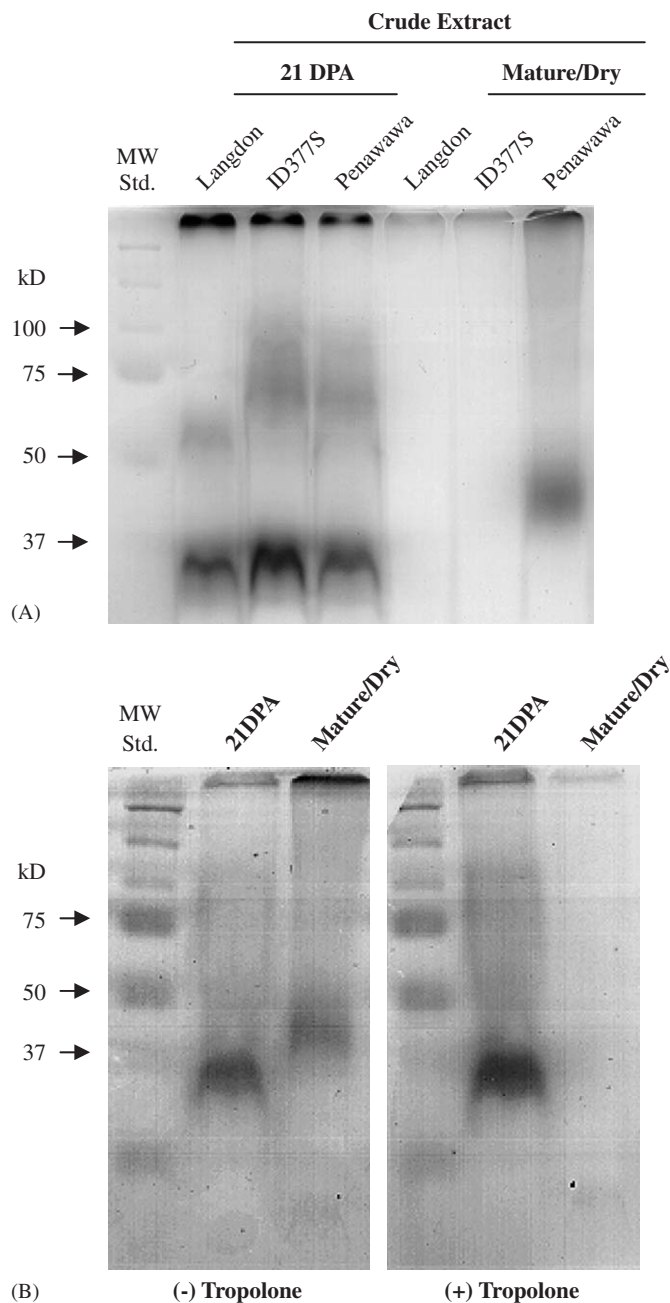 Crude Extract
21 DPA Mature/Dry
MW Std. Langdon ID377S Penawawa Langdon ID377S Penawawa
kD
100
75
50
37
(A)
MW Std. 21DPA Mature/Dry 21DPA Mature/Dry
kD
75
50
37
(B) (-) Tropolone (+) Tropolone